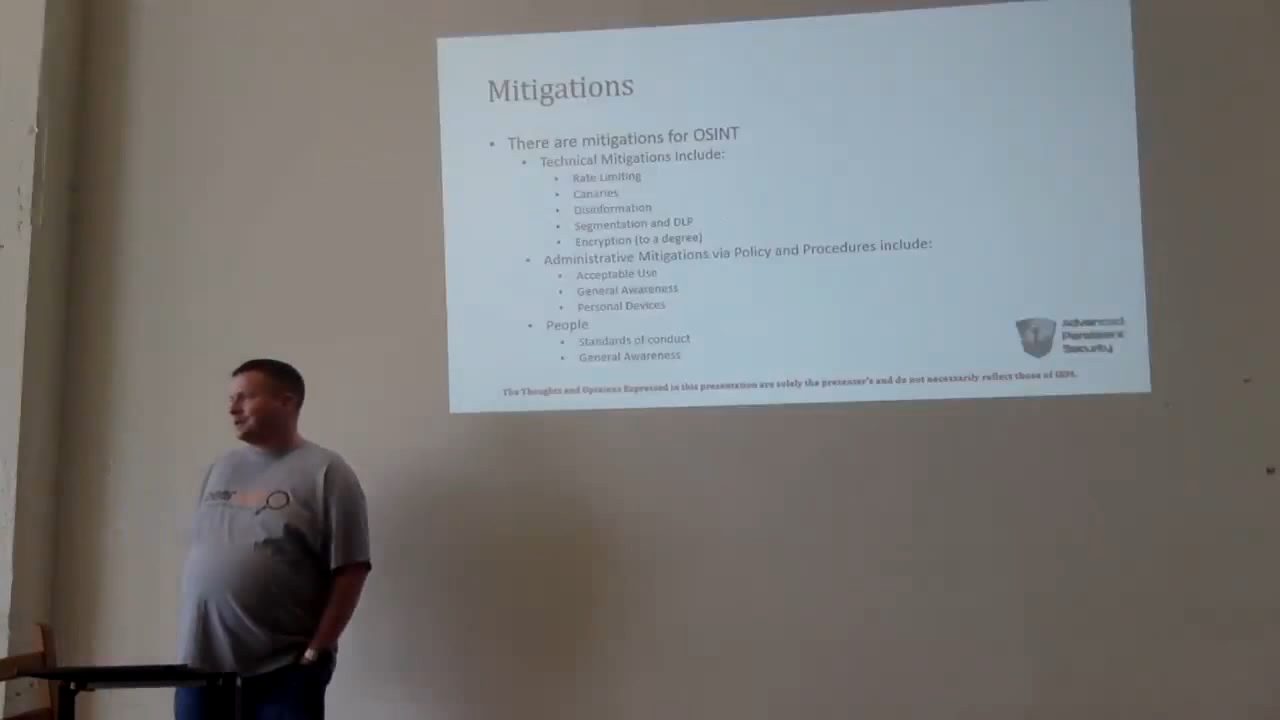 Mitigations
• There are mitigations for OSINT
• Technical Mitigations Include:
• Rate Limiting
• Canaries
• Disinformation
• Segmentation and DLP
• Encryption (to a degree)
• Administrative Mitigations via Policy and Procedures include:
• Acceptable Use
• General Awareness
• Personal Devices
• People
• Standards of conduct
• General Awareness
Advanced
Persistent
Security
The Thoughts and Opinions Expressed in this presentation are solely the presenter's and do not necessarily reflect those of